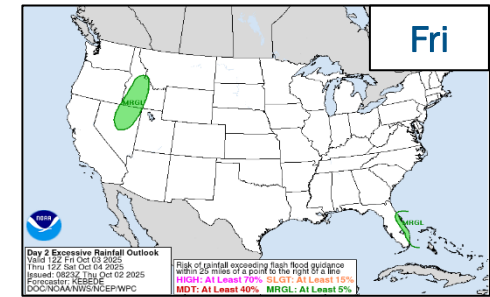 Fri
MRGL
MRGL
NOAA
Day 2 Excessive Rainfall Outlook
Valid 12Z Fri Oct 03 2025
Thru 12Z Sat Oct 04 2025
Issued: 0823Z Thu Oct 02 2025
Forecaster: KEBEDE
DOC/NOAA/NWS/NCEP/WPC
Risk of rainfall exceeding flash flood guidance
within 25 miles of a point to the right of a line
HIGH: At Least 70% SLGT: At Least 15%
MDT: At Least 40% MRGL: At Least 5%